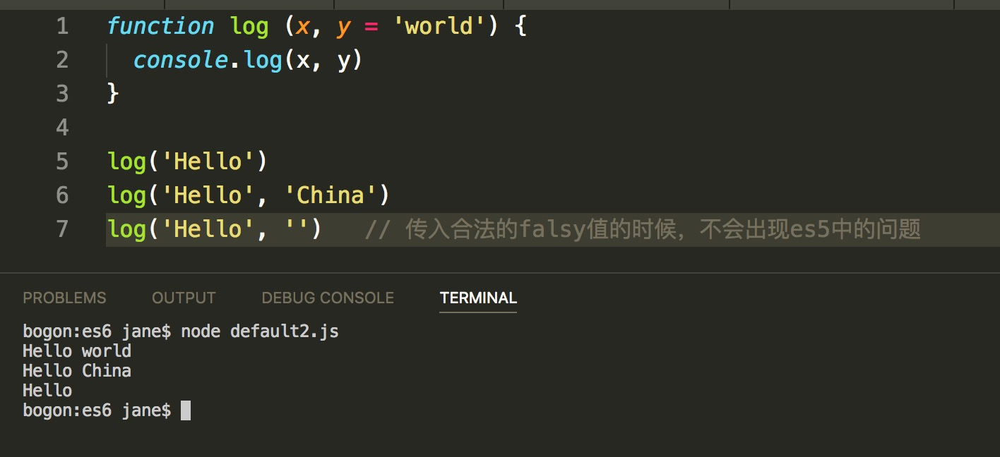 1 function log (x, y = 'world') {
2 console.log(x, y)
3 }
4
5 log('Hello')
6 log('Hello', 'China')
7 log('Hello', '') // 传入合法的falsy值的时候，不会出现es5中的问题
PROBLEMS OUTPUT DEBUG CONSOLE TERMINAL
bogon:es6 jane$ node default2.js
Hello world
Hello China
Hello
bogon:es6 jane$